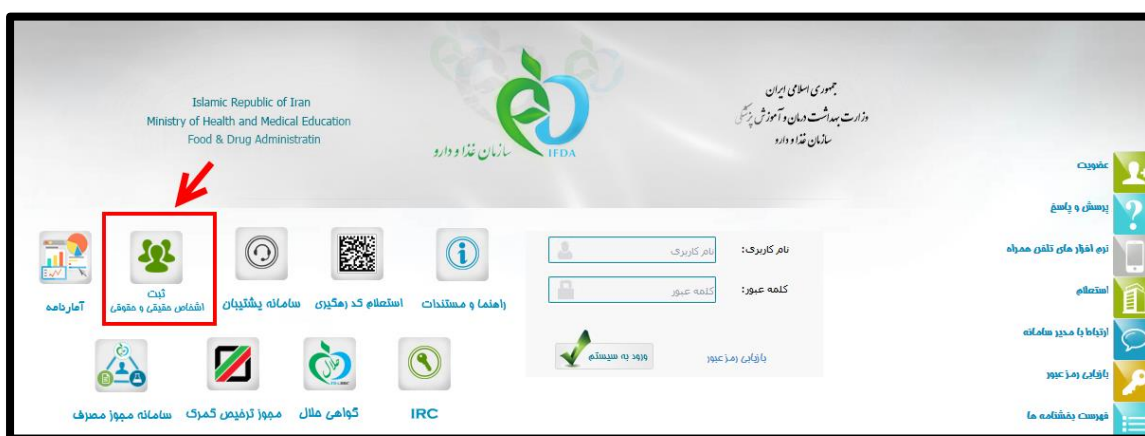 Islamic Republic of Iran
Ministry of Health and Medical Education
Food & Drug Administratin
سازمان غذا و دارو
IFDA
جمهوری اسلامی ایران
وزارت بهداشت درمان و آموزش پزشکی
سازمان غذا و دارو
عضویت
پرسش و پاسخ
نرم افزار های تلفن همراه
استعلام
ارتباط با مدیر سامانه
بازیابی رمز عبور
فهرست بخشنامه ها
نام کاربری:
نام کاربری
کلمه عبور:
کلمه عبور
بازیابی رمز عبور
ورود به سیستم
راهنما و مستندات
استعلام کد رهگیری
سامانه پشتیبان
ثبت
اشخاص حقیقی و حقوقی
آمارنامه
IRC
گواهی حلال
مجوز ترخیص گمرک
سامانه مجوز مصرف